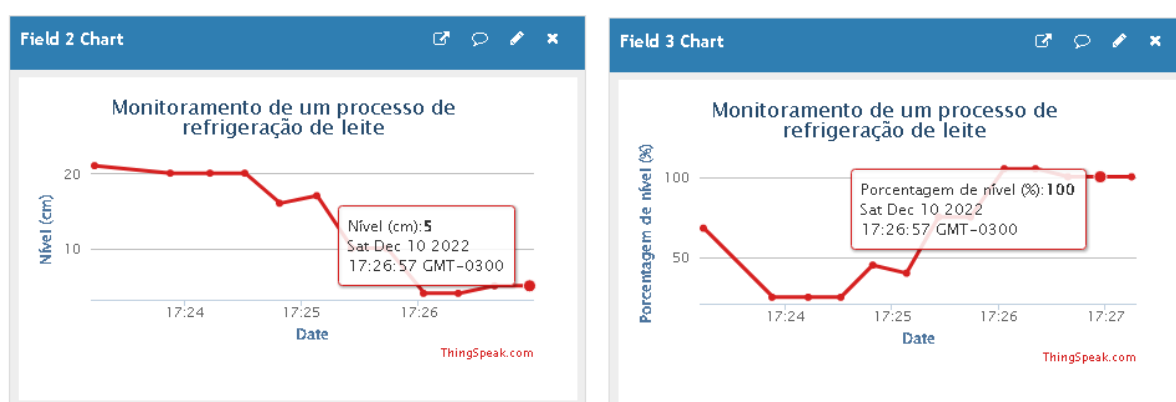 Field 2 Chart
Monitoramento de um processo de
refrigeração de leite
Nível (cm)
20
10
Nível (cm):5
Sat Dec 10 2022
17:26:57 GMT-0300
17:24
17:25
17:26
Date
ThingSpeak.com
Field 3 Chart
Monitoramento de um processo de
refrigeração de leite
Porcentagem de nível (%)
100
50
Porcentagem de nível (%):100
Sat Dec 10 2022
17:26:57 GMT-0300
17:24
17:25
17:26
17:27
Date
ThingSpeak.com